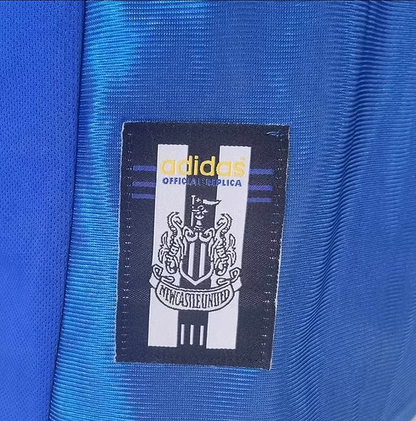 adidas
OFFICIAL REPLICA
NEWCASTLE UNITED